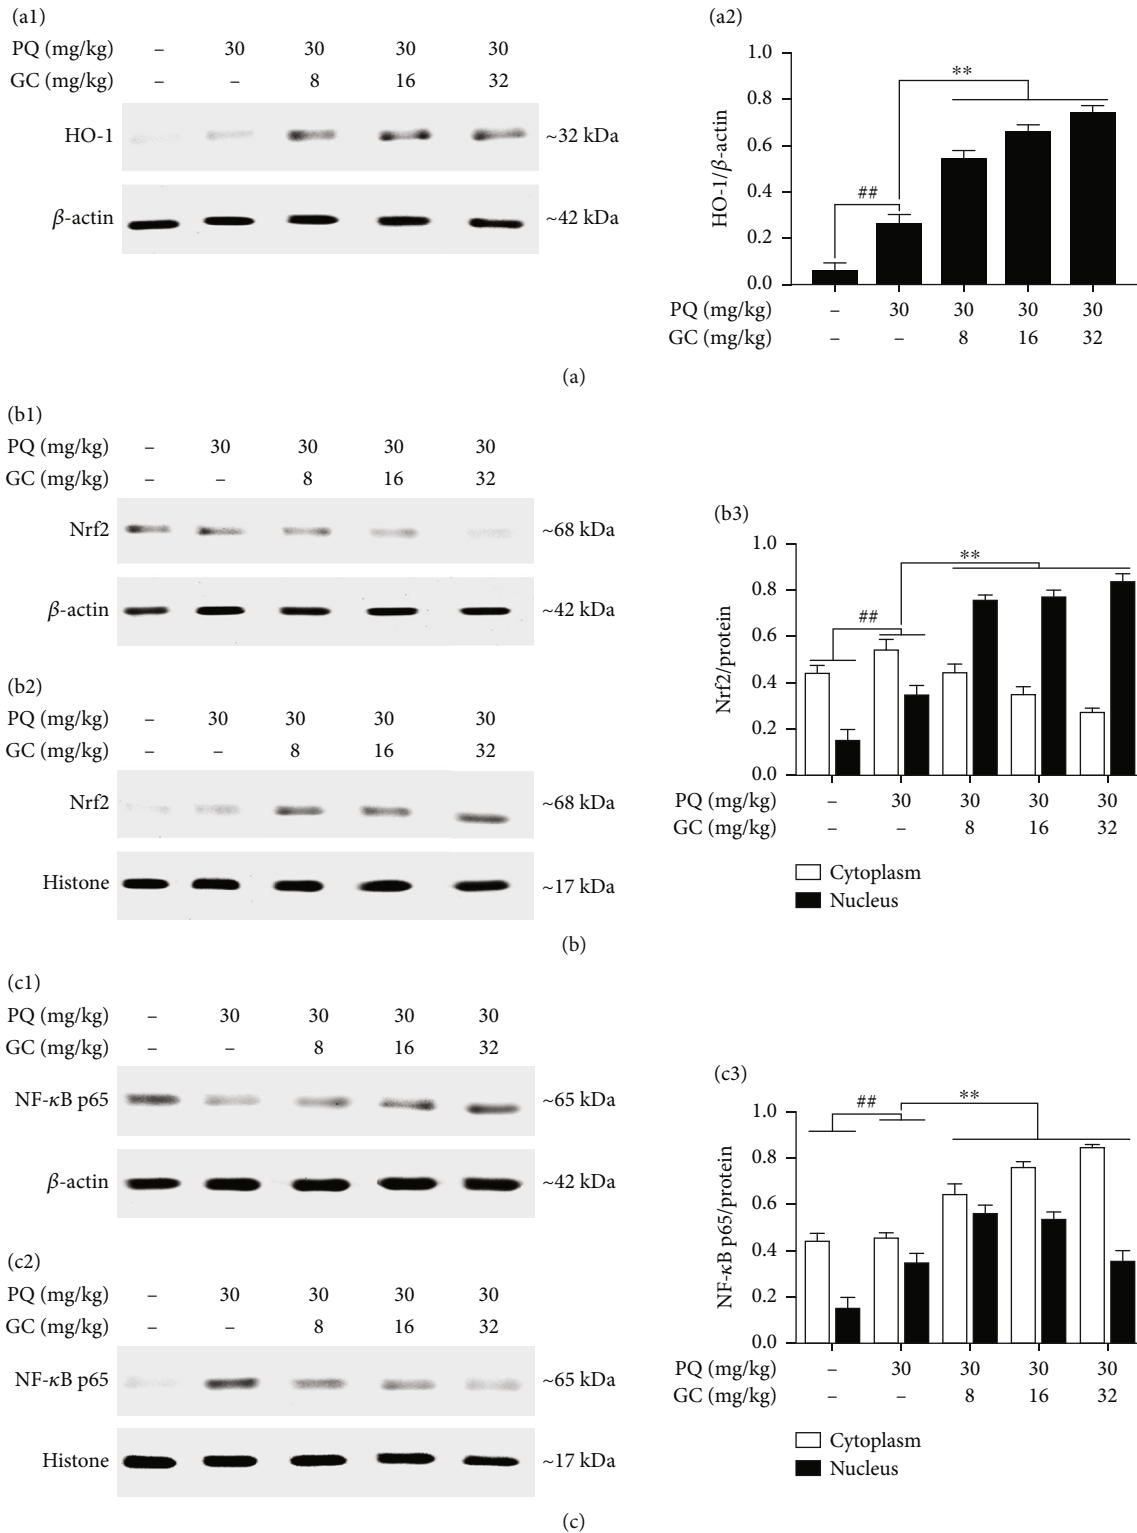 (a1)
PQ (mg/kg) – 30 30 30 30
GC (mg/kg) – – 8 16 32
HO-1 ~32 kDa
β-actin ~42 kDa
(a2)
1.0
0.8
0.6
0.4
0.2
0.0
HO-1/β-actin
##
**
PQ (mg/kg) – 30 30 30 30
GC (mg/kg) – – 8 16 32
(a)
(b1)
PQ (mg/kg) – 30 30 30 30
GC (mg/kg) – – 8 16 32
Nrf2 ~68 kDa
β-actin ~42 kDa
(b2)
PQ (mg/kg) – 30 30 30 30
GC (mg/kg) – – 8 16 32
Nrf2 ~68 kDa
Histone ~17 kDa
(b3)
1.0
0.8
0.6
0.4
0.2
0.0
Nrf2/protein
##
**
PQ (mg/kg) – 30 30 30 30
GC (mg/kg) – – 8 16 32
Cytoplasm
Nucleus
(b)
(c1)
PQ (mg/kg) – 30 30 30 30
GC (mg/kg) – – 8 16 32
NF-κB p65 ~65 kDa
β-actin ~42 kDa
(c2)
PQ (mg/kg) – 30 30 30 30
GC (mg/kg) – – 8 16 32
NF-κB p65 ~65 kDa
Histone ~17 kDa
(c3)
1.0
0.8
0.6
0.4
0.2
0.0
NF-κB p65/protein
##
**
PQ (mg/kg) – 30 30 30 30
GC (mg/kg) – – 8 16 32
Cytoplasm
Nucleus
(c)